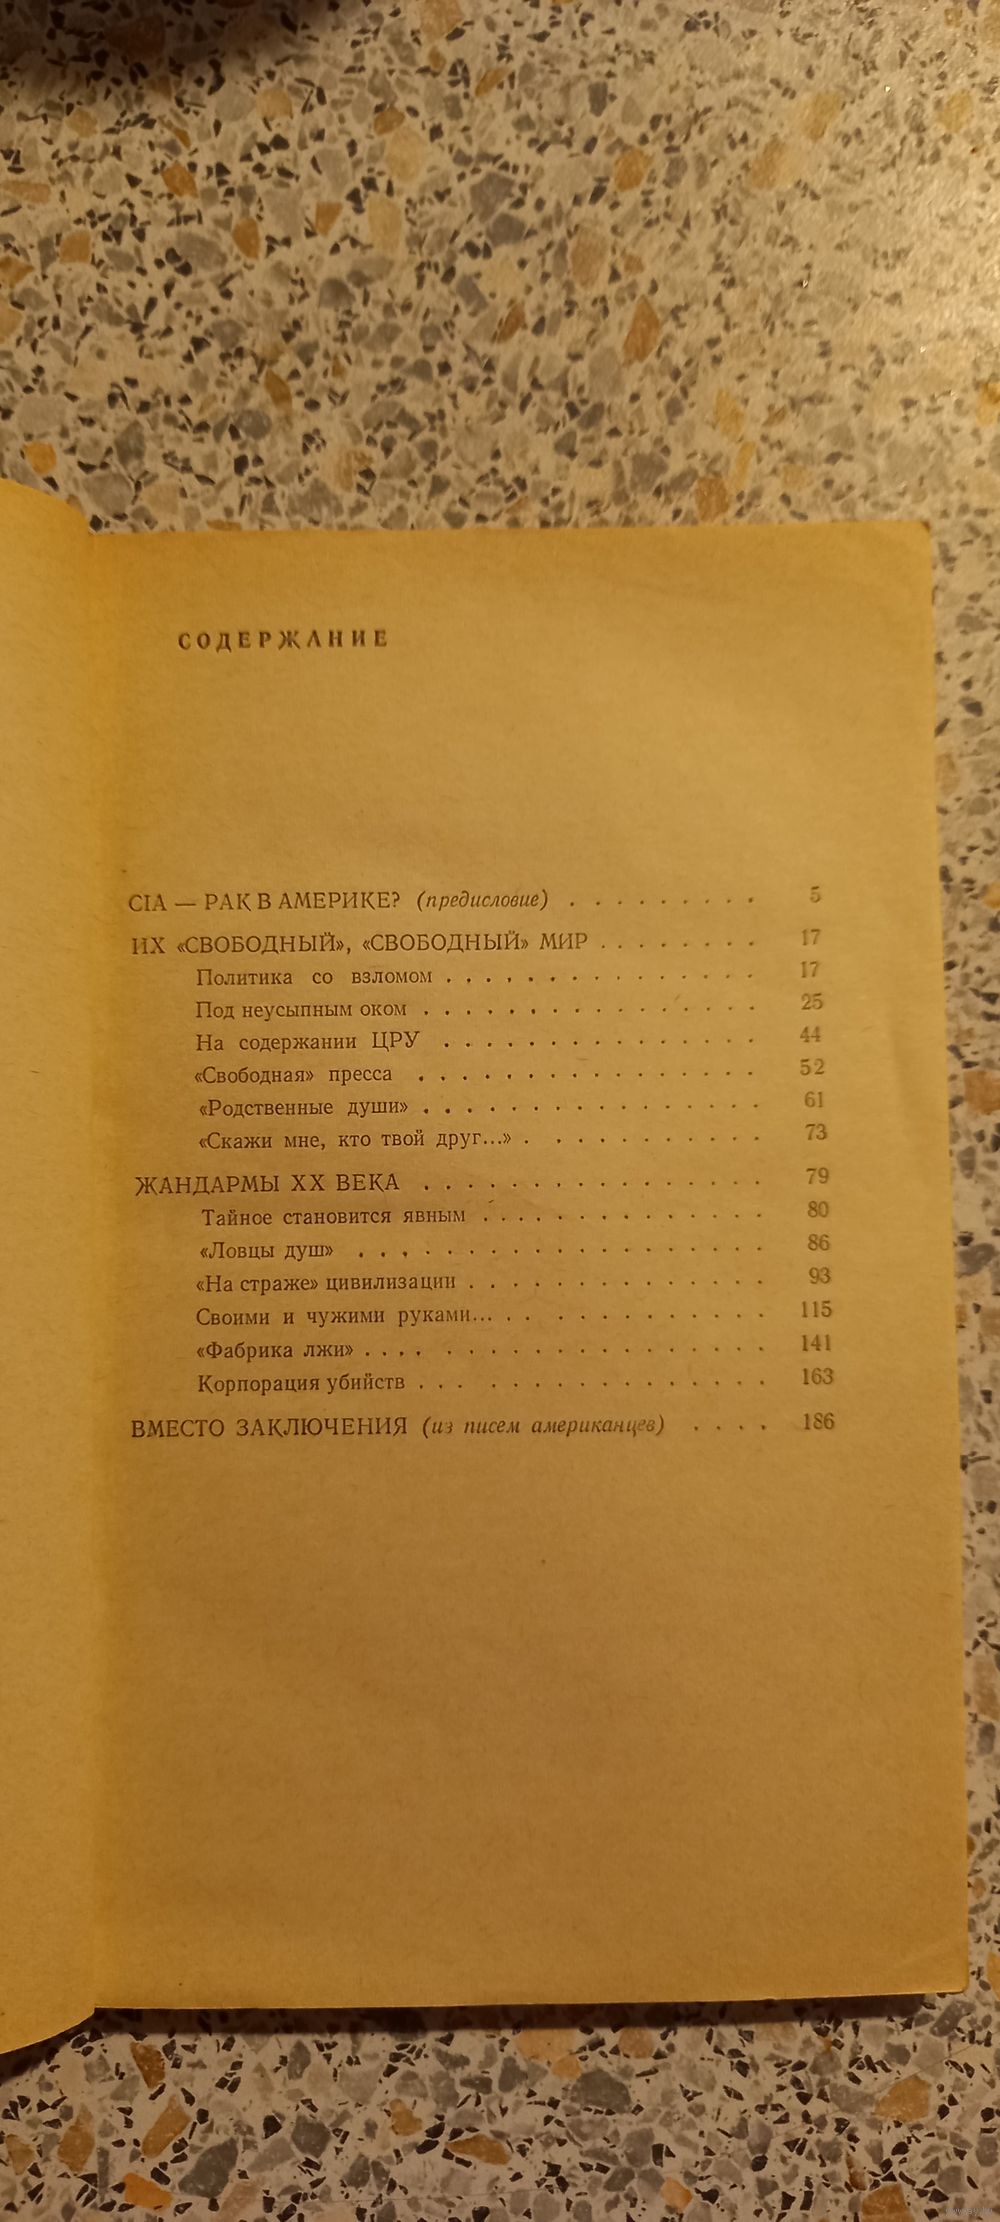 СОДЕРЖАНИЕ
CIA — РАК В АМЕРИКЕ? (предисловие) . . . . . . . . . 5
ИХ «СВОБОДНЫЙ», «СВОБОДНЫЙ» МИР . . . . . . . . 17
Политика со взломом . . . . . . . . . . . . . . . . 17
Под неусыпным оком . . . . . . . . . . . . . . . . 25
На содержании ЦРУ . . . . . . . . . . . . . . . 44
«Свободная» пресса . . . . . . . . . . . . . . . . 52
«Родственные души» . . . . . . . . . . . . . . . . 61
«Скажи мне, кто твой друг...» . . . . . . . . . . . 73
ЖАНДАРМЫ XX ВЕКА . . . . . . . . . . . . . . . . 79
Тайное становится явным . . . . . . . . . . . . . 80
«Ловцы душ» . . . . . . . . . . . . . . . . . . . 86
«На страже» цивилизации . . . . . . . . . . . . . . 93
Своими и чужими руками... . . . . . . . . . . . . 115
«Фабрика лжи» . . . . . . . . . . . . . . . . . . 141
Корпорация убийств . . . . . . . . . . . . . . . . 163
ВМЕСТО ЗАКЛЮЧЕНИЯ (из писем американцев) . . . . 186